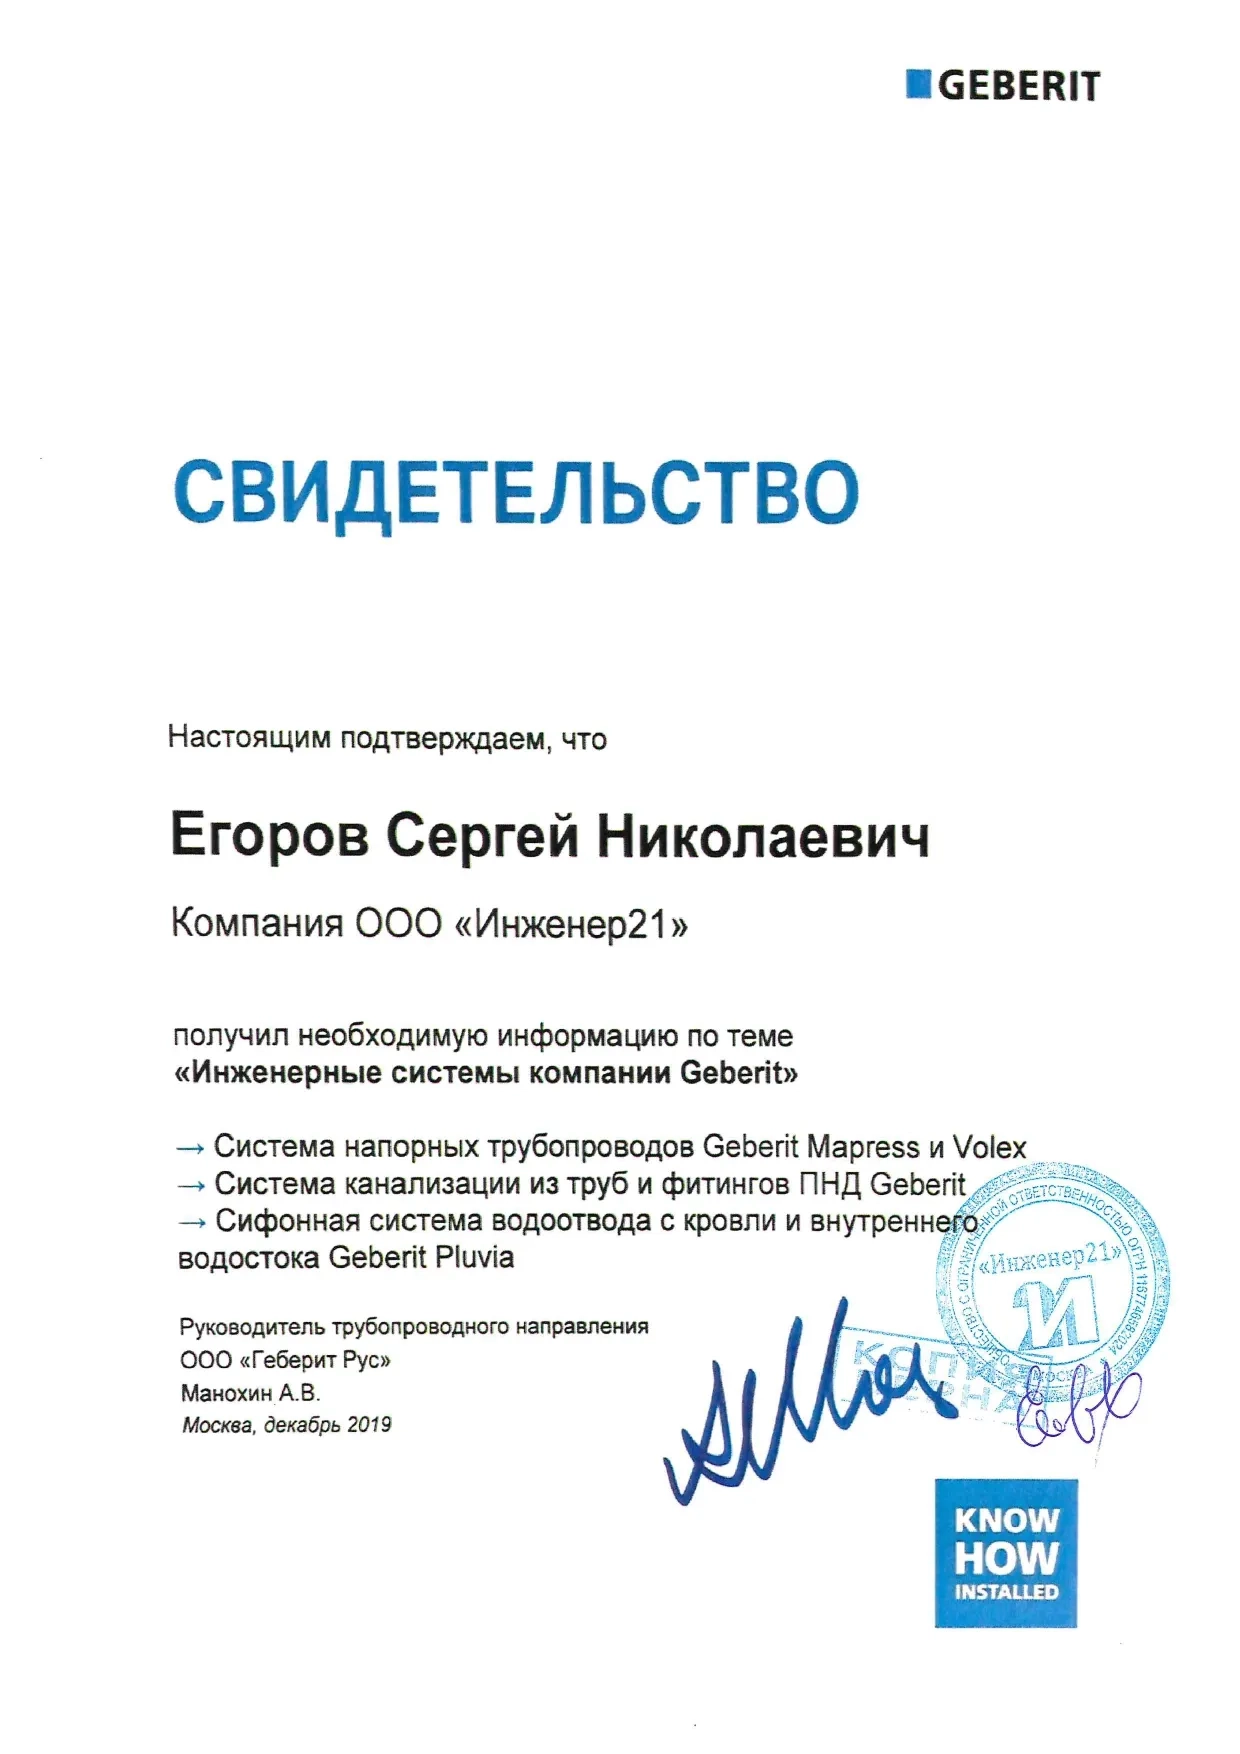 GEBERIT
СВИДЕТЕЛЬСТВО
Настоящим подтверждаем, что
Егоров Сергей Николаевич
Компания ООО «Инженер21»
получил необходимую информацию по теме
«Инженерные системы компании Geberit»
→ Система напорных трубопроводов Geberit Mapress и Volex
→ Система канализации из труб и фитингов ПНД Geberit
→ Сифонная система водоотвода с кровли и внутреннего
водостока Geberit Pluvia
ОБЩЕСТВО С ОГРАНИЧЕННОЙ ОТВЕТСТВЕННОСТЬЮ ОГРН
«Инженер21»
И
МОСКВА
Руководитель трубопроводного направления
ООО «Геберит Рус»
Манохин А.В.
Москва, декабрь 2019
КОПИЯ
KNOW
HOW
INSTALLED